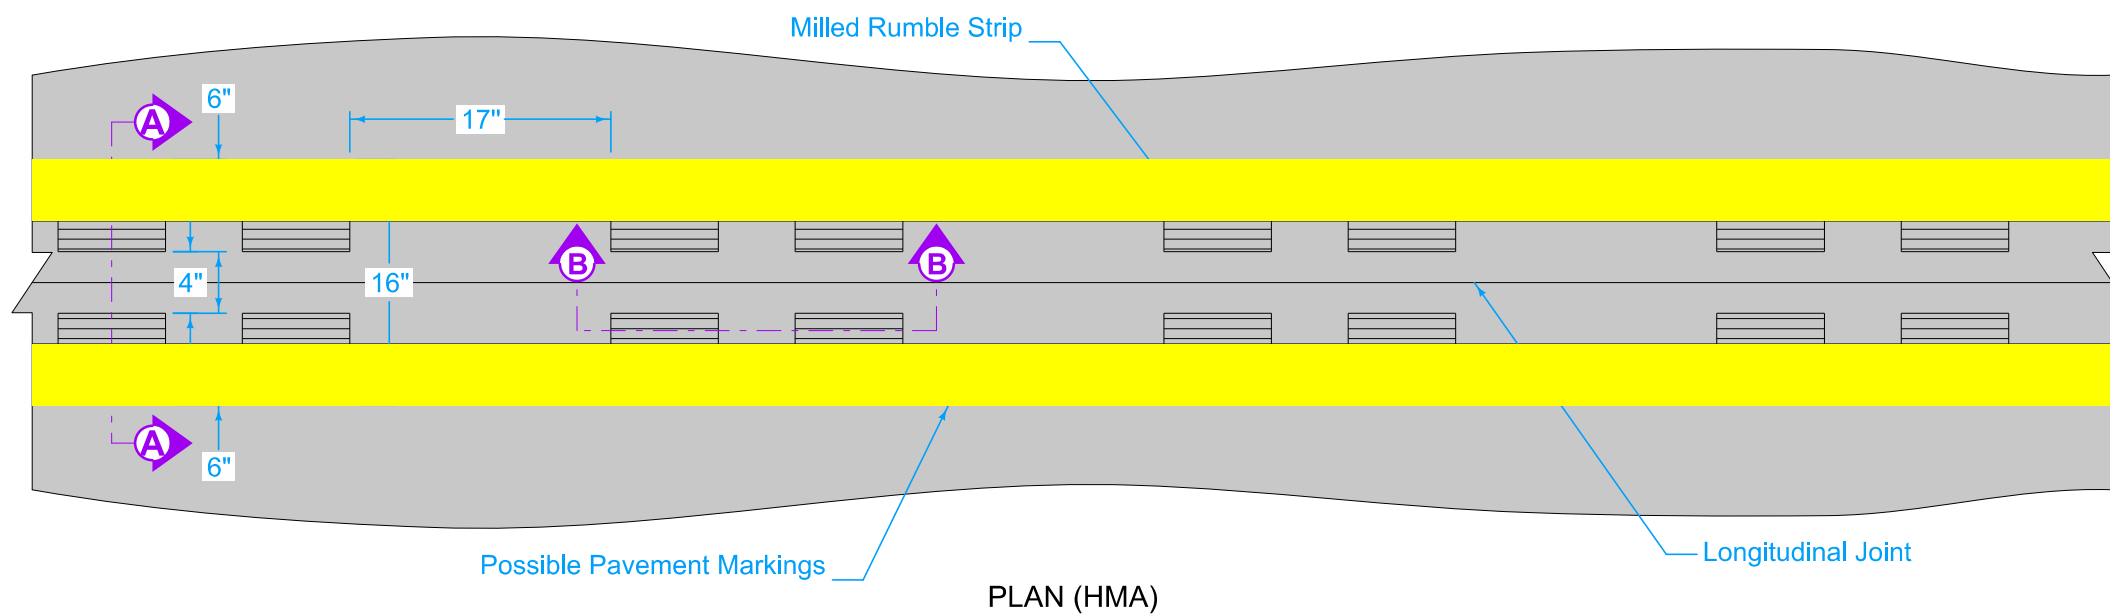 Milled Rumble Strip
6"
A
17"
B
B
4"
16"
A
6"
Possible Pavement Markings
Longitudinal Joint
PLAN (HMA)